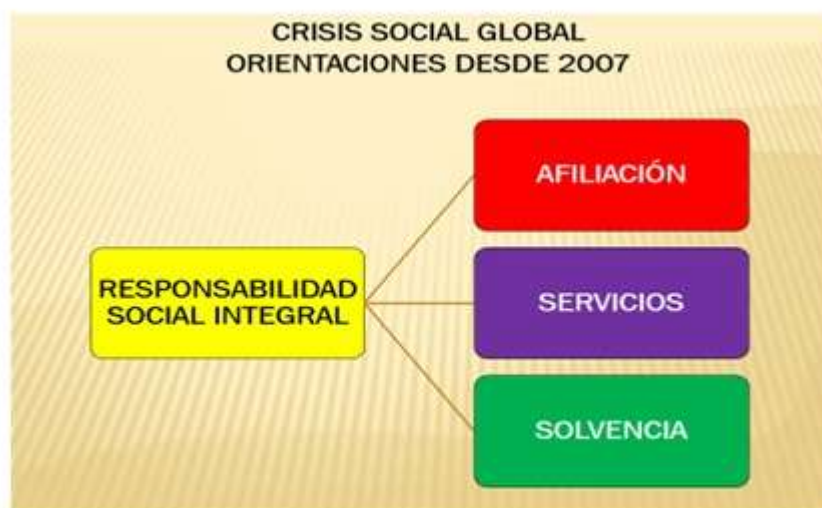 CRISIS SOCIAL GLOBAL
ORIENTACIONES DESDE 2007
AFILIACIÓN
RESPONSABILIDAD
SOCIAL INTEGRAL
SERVICIOS
SOLVENCIA